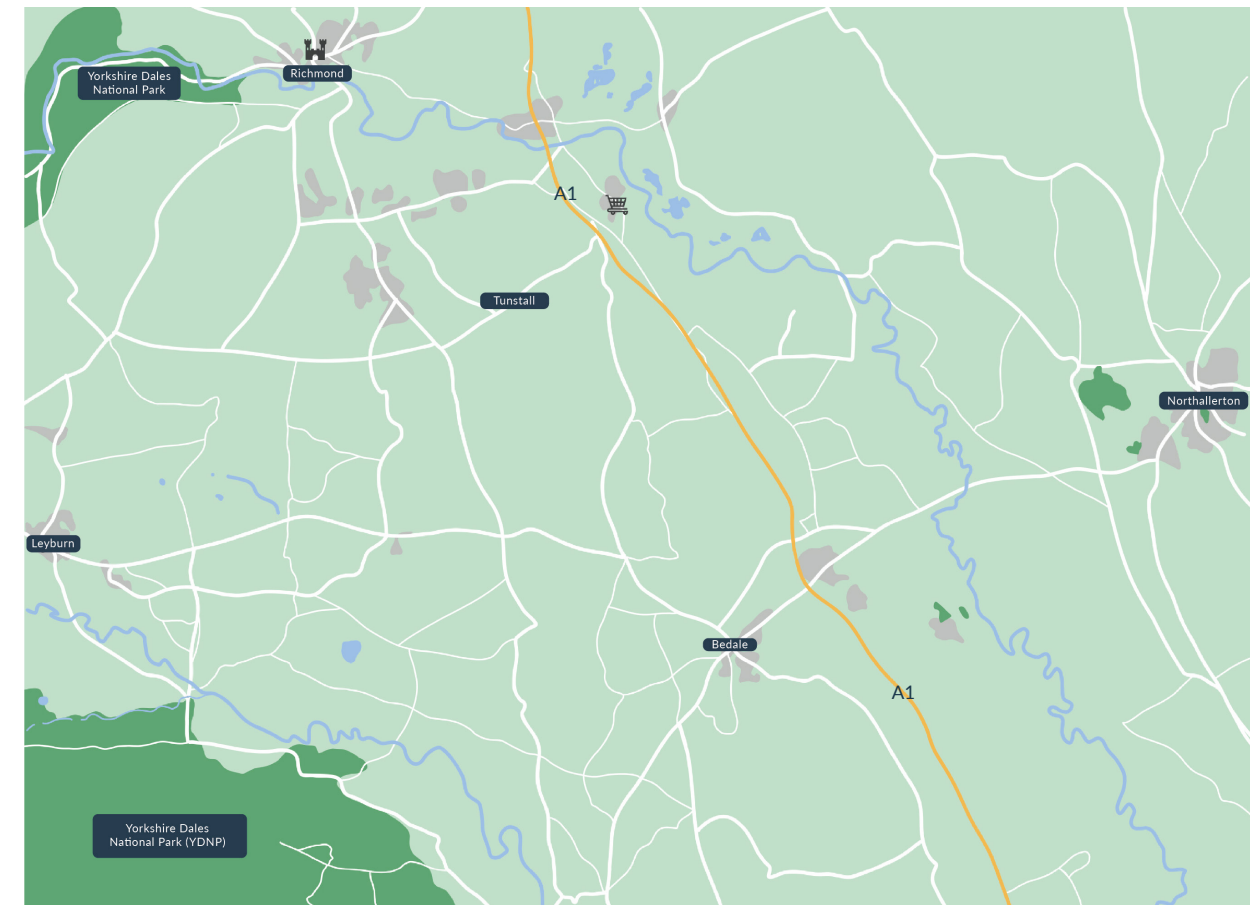 Richmond
Yorkshire Dales
National Park
A1
Tunstall
Northallerton
Leyburn
Bedale
A1
Yorkshire Dales
National Park (YDNP)